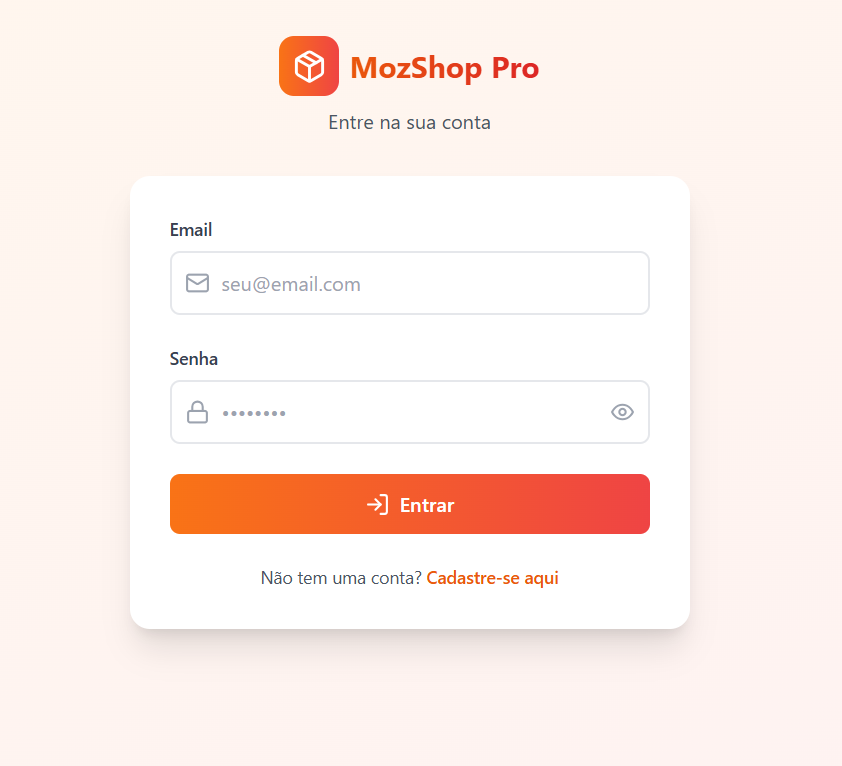 MozShop Pro
Entre na sua conta
Email
seu@email.com
Senha
••••••••
Entrar
Não tem uma conta? Cadastre-se aqui